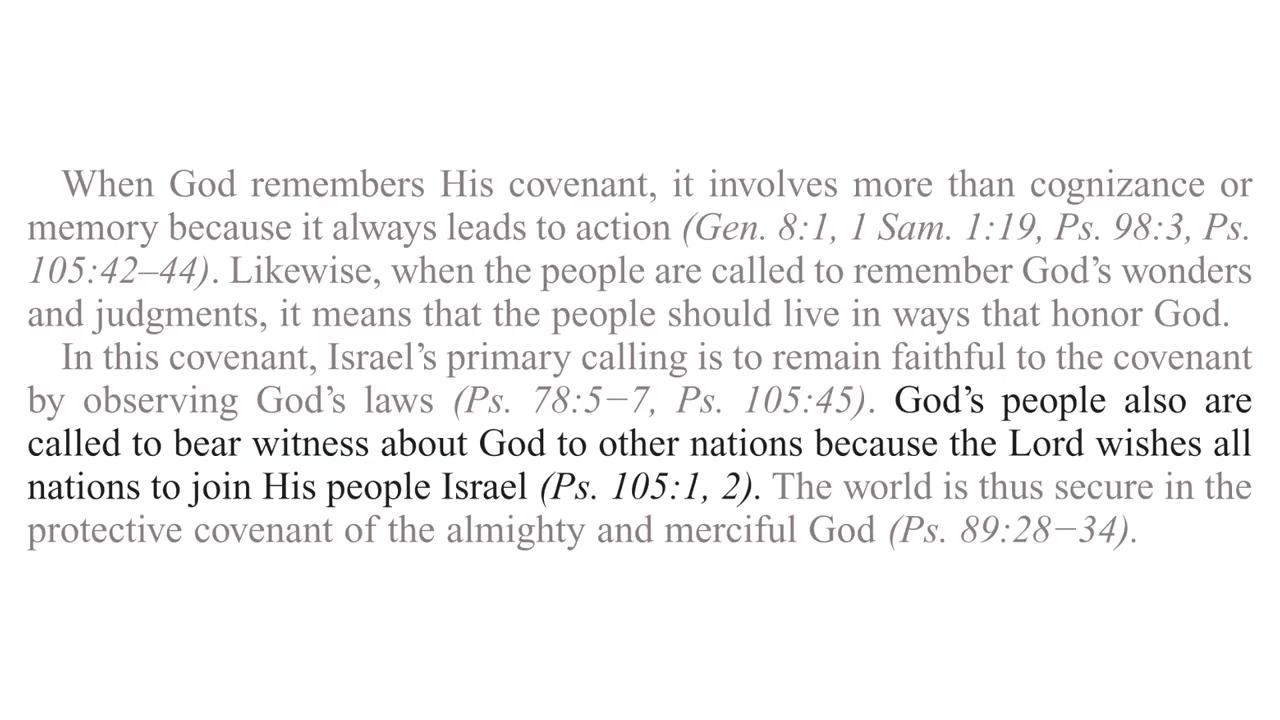 When God remembers His covenant, it involves more than cognizance or
memory because it always leads to action (Gen. 8:1, 1 Sam. 1:19, Ps. 98:3, Ps.
105:42–44). Likewise, when the people are called to remember God’s wonders
and judgments, it means that the people should live in ways that honor God.
In this covenant, Israel’s primary calling is to remain faithful to the covenant
by observing God’s laws (Ps. 78:5−7, Ps. 105:45). God’s people also are
called to bear witness about God to other nations because the Lord wishes all
nations to join His people Israel (Ps. 105:1, 2). The world is thus secure in the
protective covenant of the almighty and merciful God (Ps. 89:28−34).